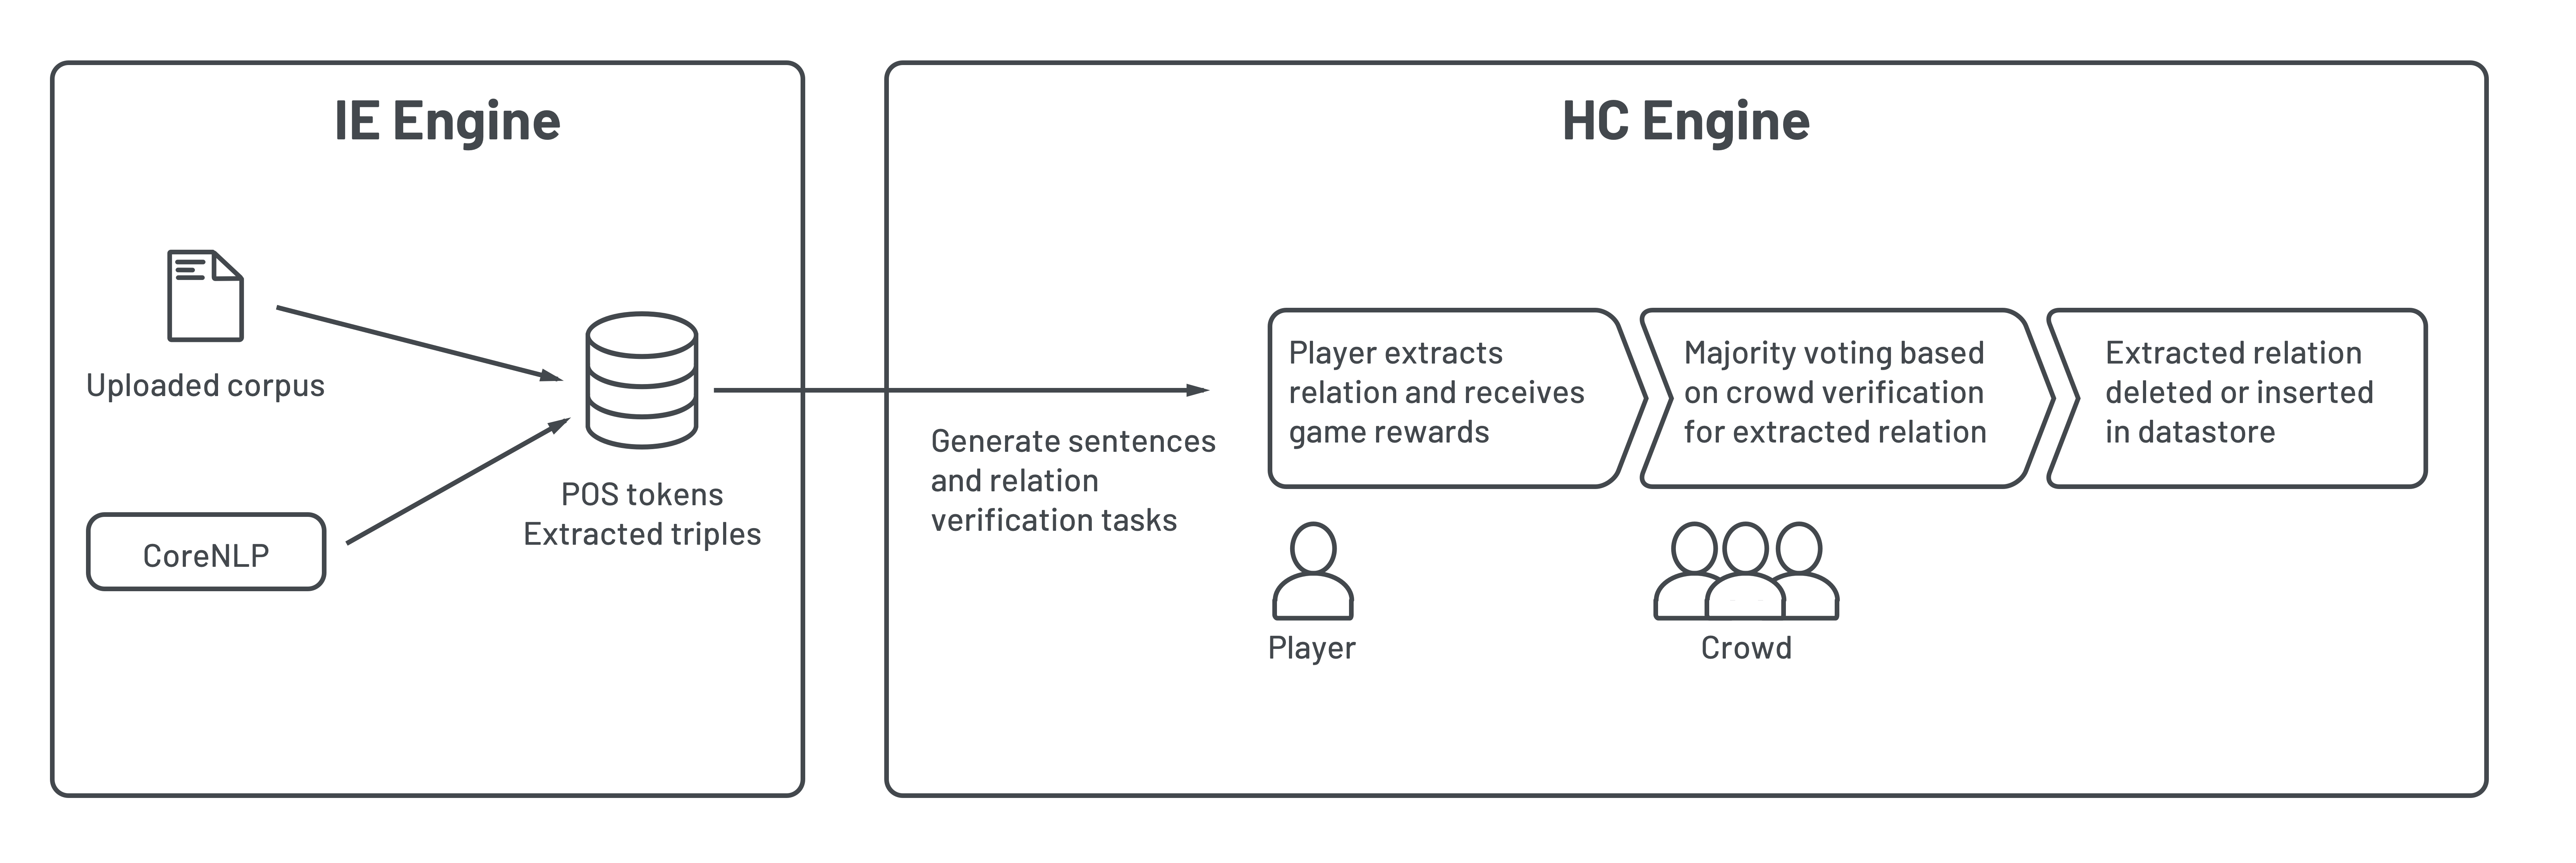 IE Engine
Uploaded corpus
CoreNLP
POS tokens
Extracted triples
HC Engine
Generate sentences
and relation
verification tasks
Player extracts
relation and receives
game rewards
Majority voting based
on crowd verification
for extracted relation
Extracted relation
deleted or inserted
in datastore
Player
Crowd